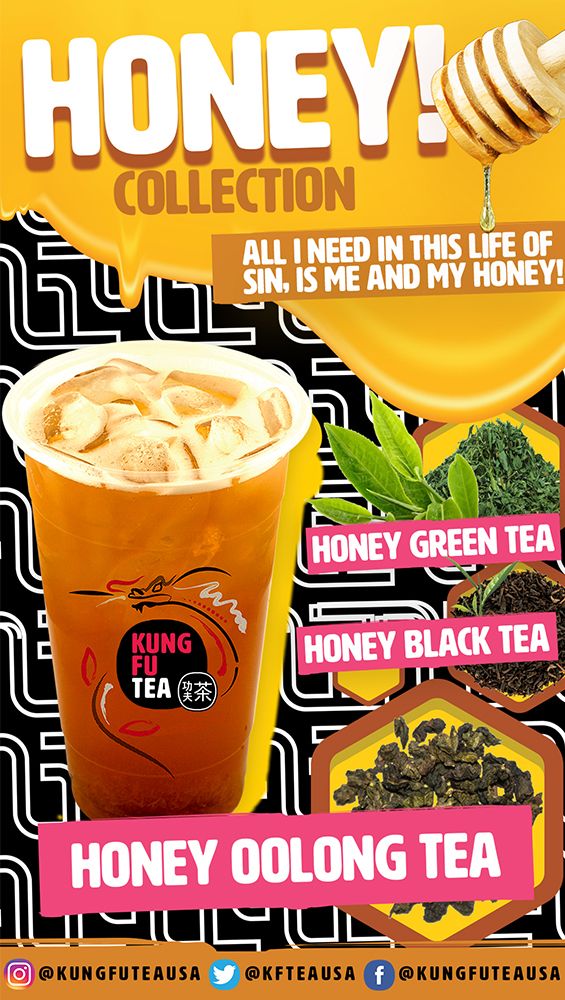 HONEY!
COLLECTION
ALL I NEED IN THIS LIFE OF
SIN, IS ME AND MY HONEY!
HONEY GREEN TEA
HONEY BLACK TEA
KUNG
FU
TEA
功夫茶
HONEY OOLONG TEA
@KUNGFUTEAUSA @KFTEAUSA @KUNGFUTEAUSA